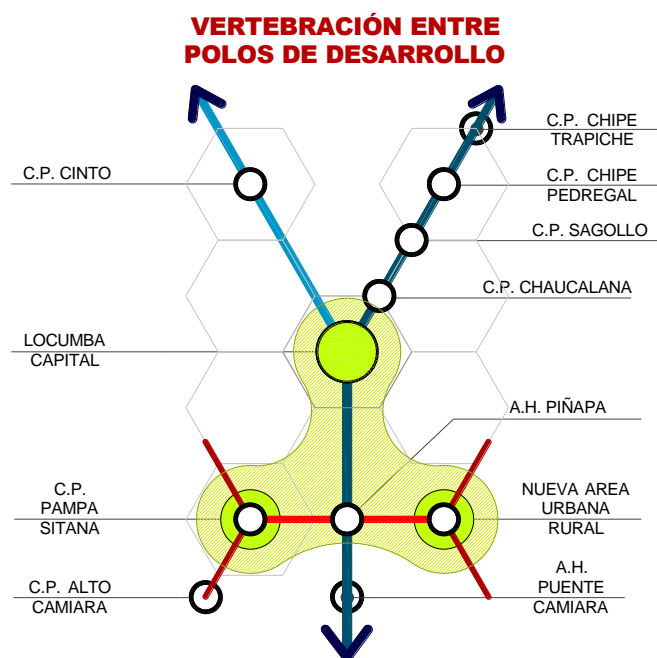 VERTEBRACIÓN ENTRE
POLOS DE DESARROLLO
C.P. CHIPE
TRAPICHE
C.P. CINTO
C.P. CHIPE
PEDREGAL
C.P. SAGOLLO
C.P. CHAUCALANA
LOCUMBA
CAPITAL
A.H. PIÑAPA
C.P.
PAMPA
SITANA
NUEVA AREA
URBANA
RURAL
C.P. ALTO
CAMIARA
A.H.
PUENTE
CAMIARA